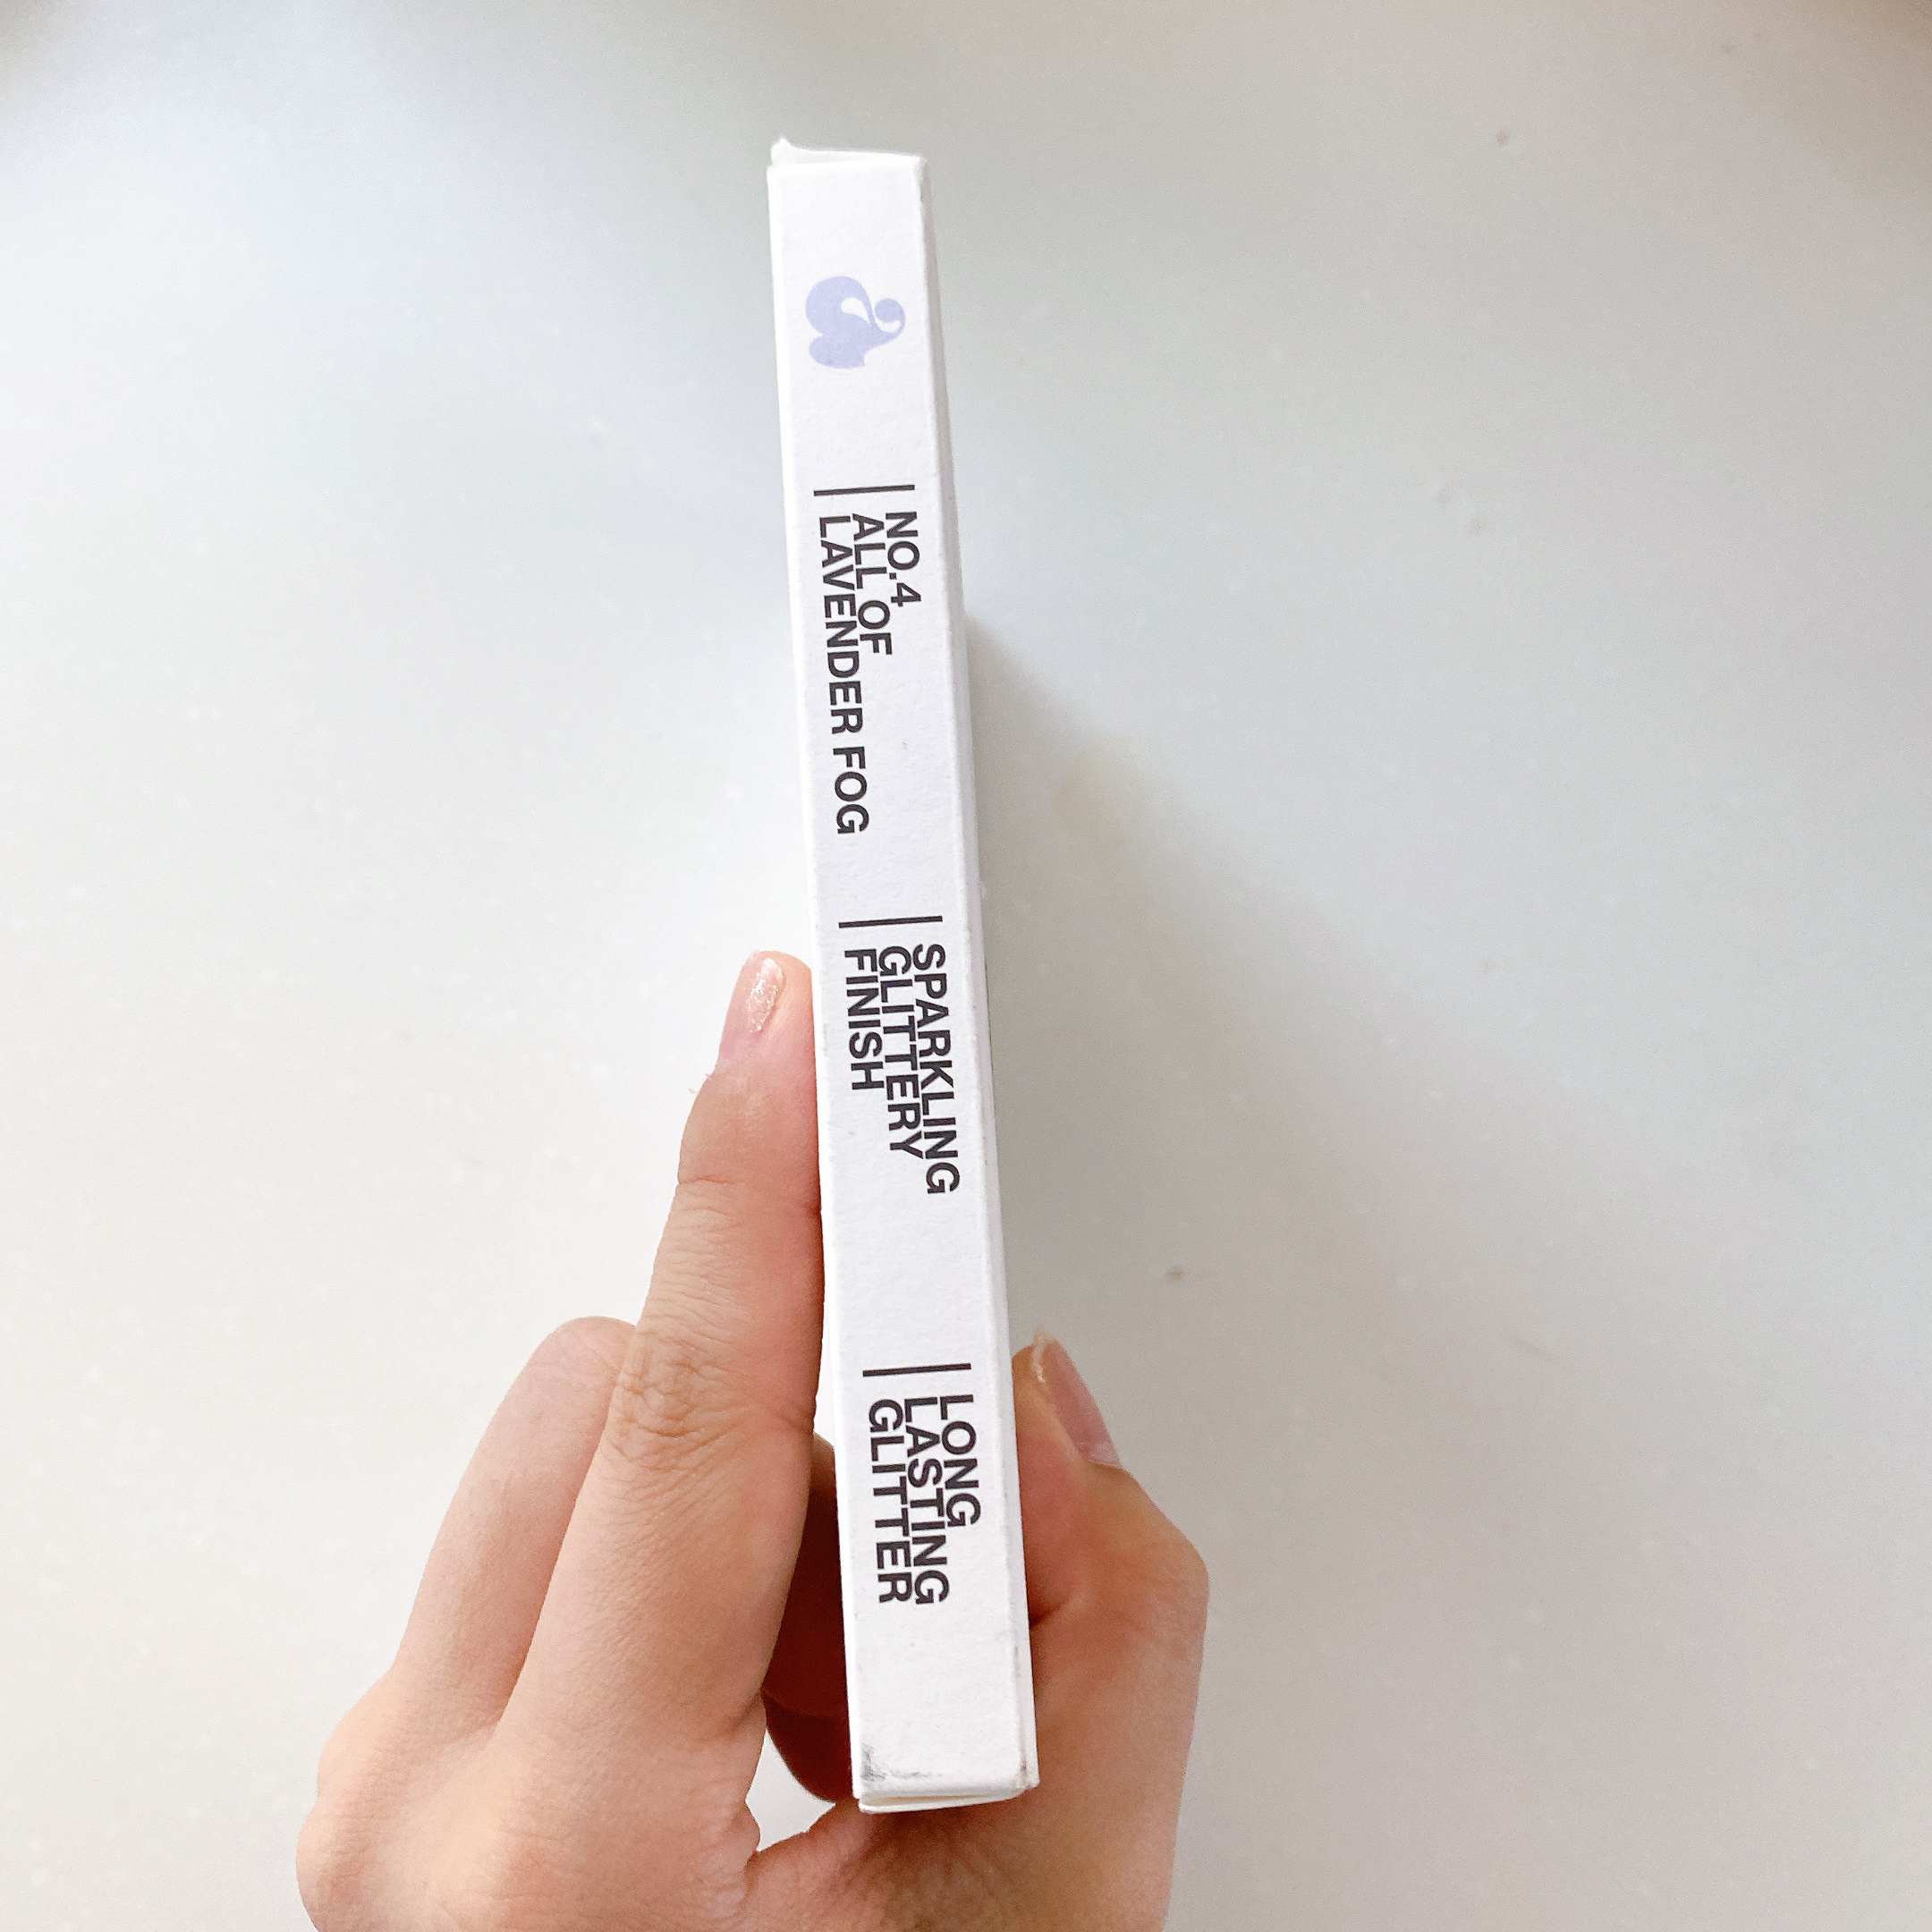 NO.4
ALL OF
LAVENDER FOG
SPARKLING
GLITTERY
FINISH
LONG
LASTING
GLITTER